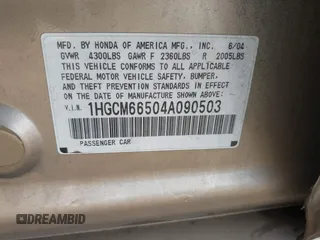 MFD. BY HONDA OF AMERICA MFG., INC. 6/04
GVWR 4300LBS GAWR F 2360LBS R 2005LBS
THIS VEHICLE CONFORMS TO ALL APPLICABLE
FEDERAL MOTOR VEHICLE SAFETY, BUMPER,
AND THEFT PREVENTION STANDARDS IN EFFECT
ON THE DATE OF MANUFACTURE SHOWN ABOVE.
V.I.N. 1HGCM66504A090503
PASSENGER CAR
DREAMBID